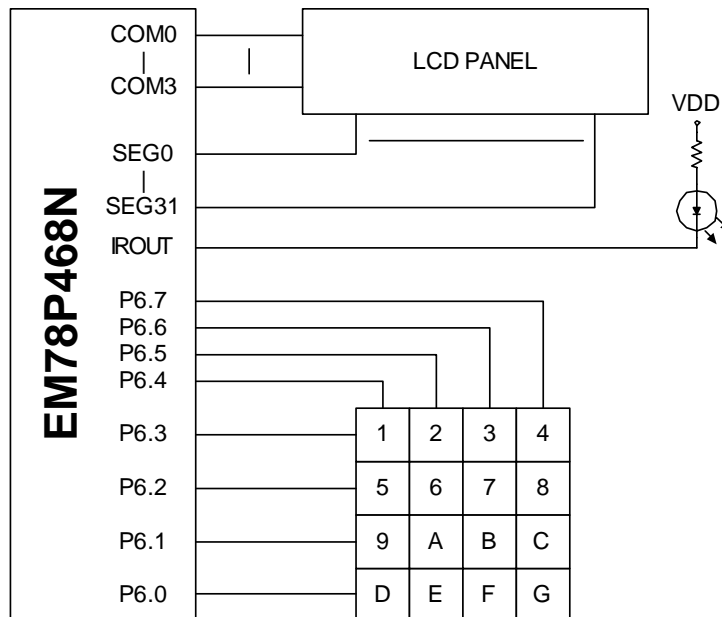 COM0
COM3
LCD PANEL
VDD
SEG0
SEG31
IROUT
EM78P468N
P6.7
P6.6
P6.5
P6.4
P6.3
1 2 3 4
P6.2
5 6 7 8
P6.1
9 A B C
P6.0
D E F G